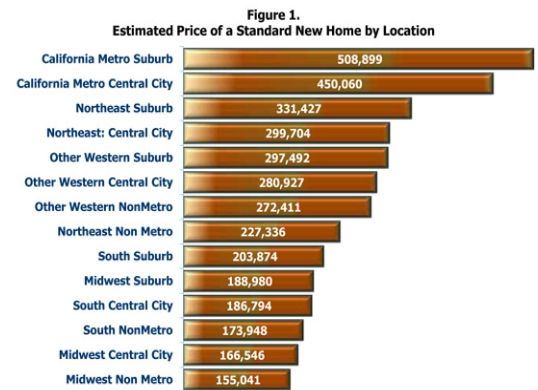 Figure 1.
Estimated Price of a Standard New Home by Location
California Metro Suburb 508,899
California Metro Central City 450,060
Northeast Suburb 331,427
Northeast: Central City 299,704
Other Western Suburb 297,492
Other Western Central City 280,927
Other Western NonMetro 272,411
Northeast Non Metro 227,336
South Suburb 203,874
Midwest Suburb 188,980
South Central City 186,794
South NonMetro 173,948
Midwest Central City 166,546
Midwest Non Metro 155,041